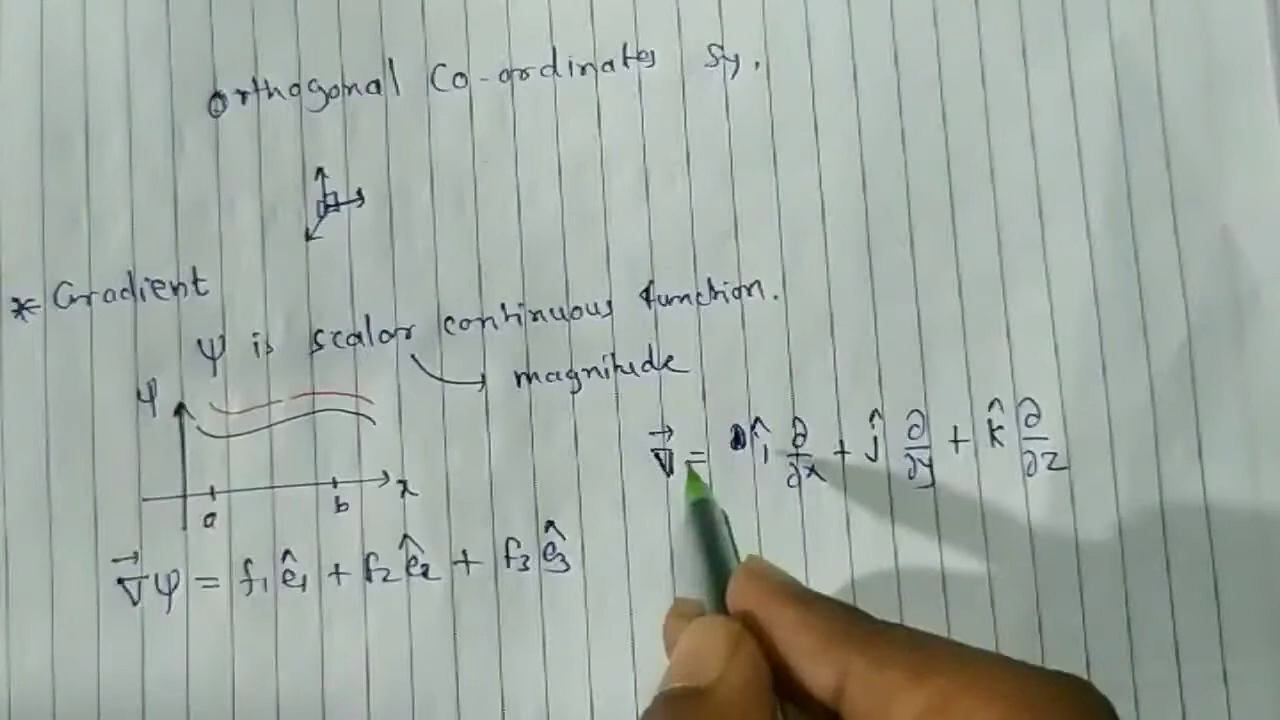 Orthogonal Co-ordinates Sy.
* Gradient
ψ is scalar continuous function.
magnitude
ψ
a b x
∇⃗ = î ∂/∂x + ĵ ∂/∂y + k̂ ∂/∂z
∇⃗ψ = f₁ê₁ + f₂ê₂ + f₃ê₃